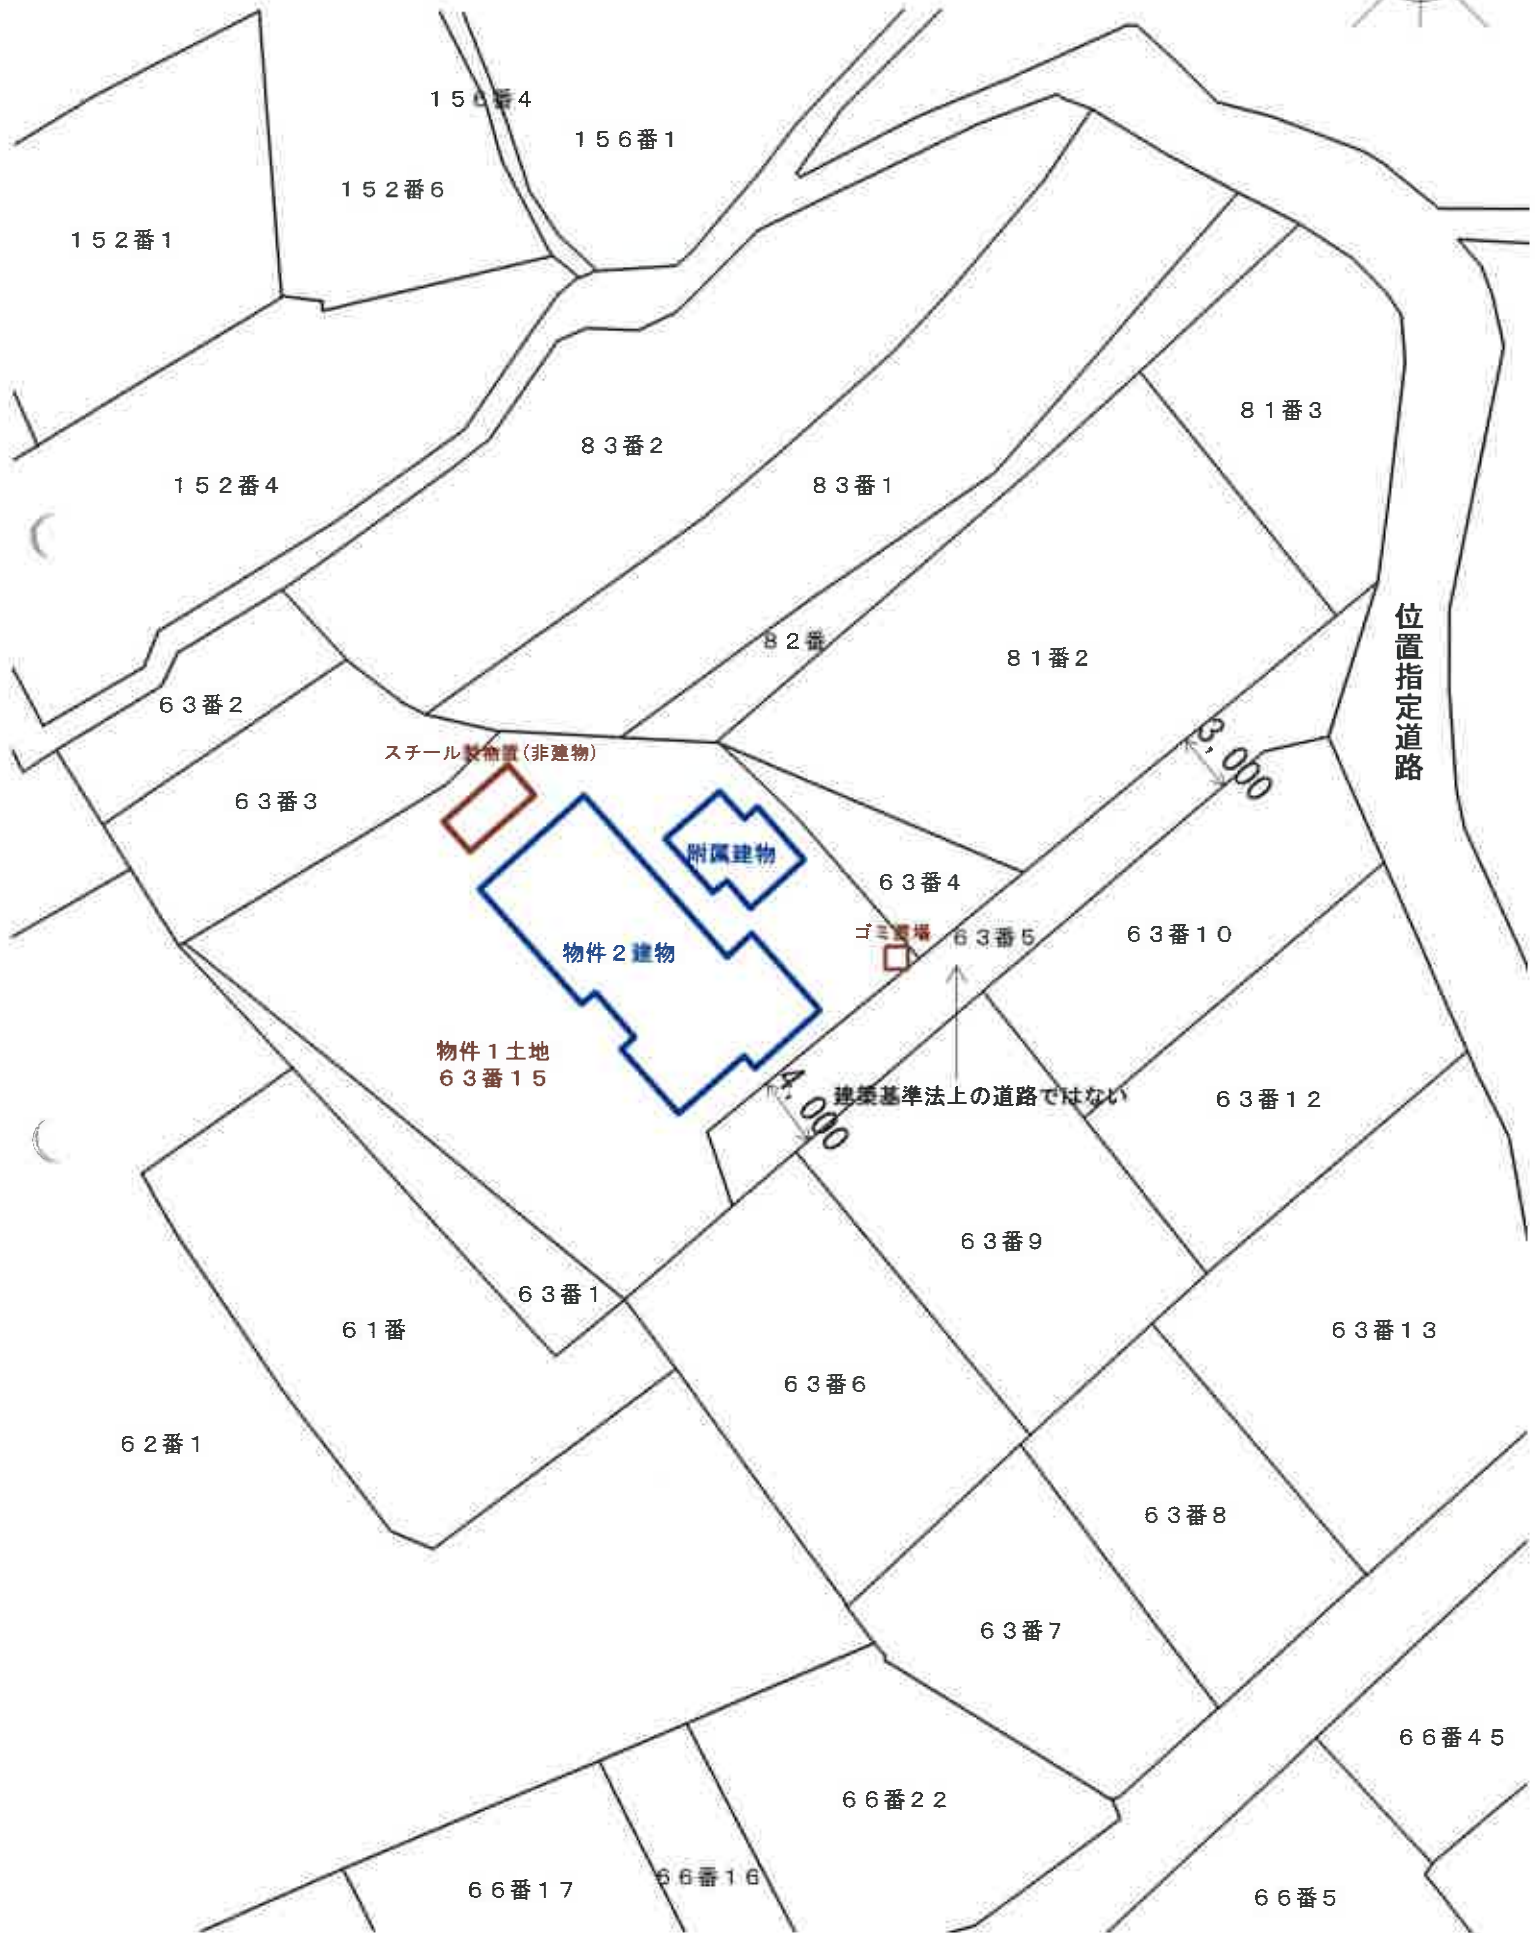 156番4
156番1
152番6
152番1
81番3
83番2
83番1
152番4
82番
81番2
位置指定道路
63番2
3,000
スチール製物置(非建物)
63番3
附属建物
63番4
ゴミ置場
63番5
63番10
物件2建物
物件1土地
63番15
4,000
建築基準法上の道路ではない
63番12
63番9
63番1
61番
63番13
63番6
62番1
63番8
63番7
66番45
66番22
66番16
66番17
66番5